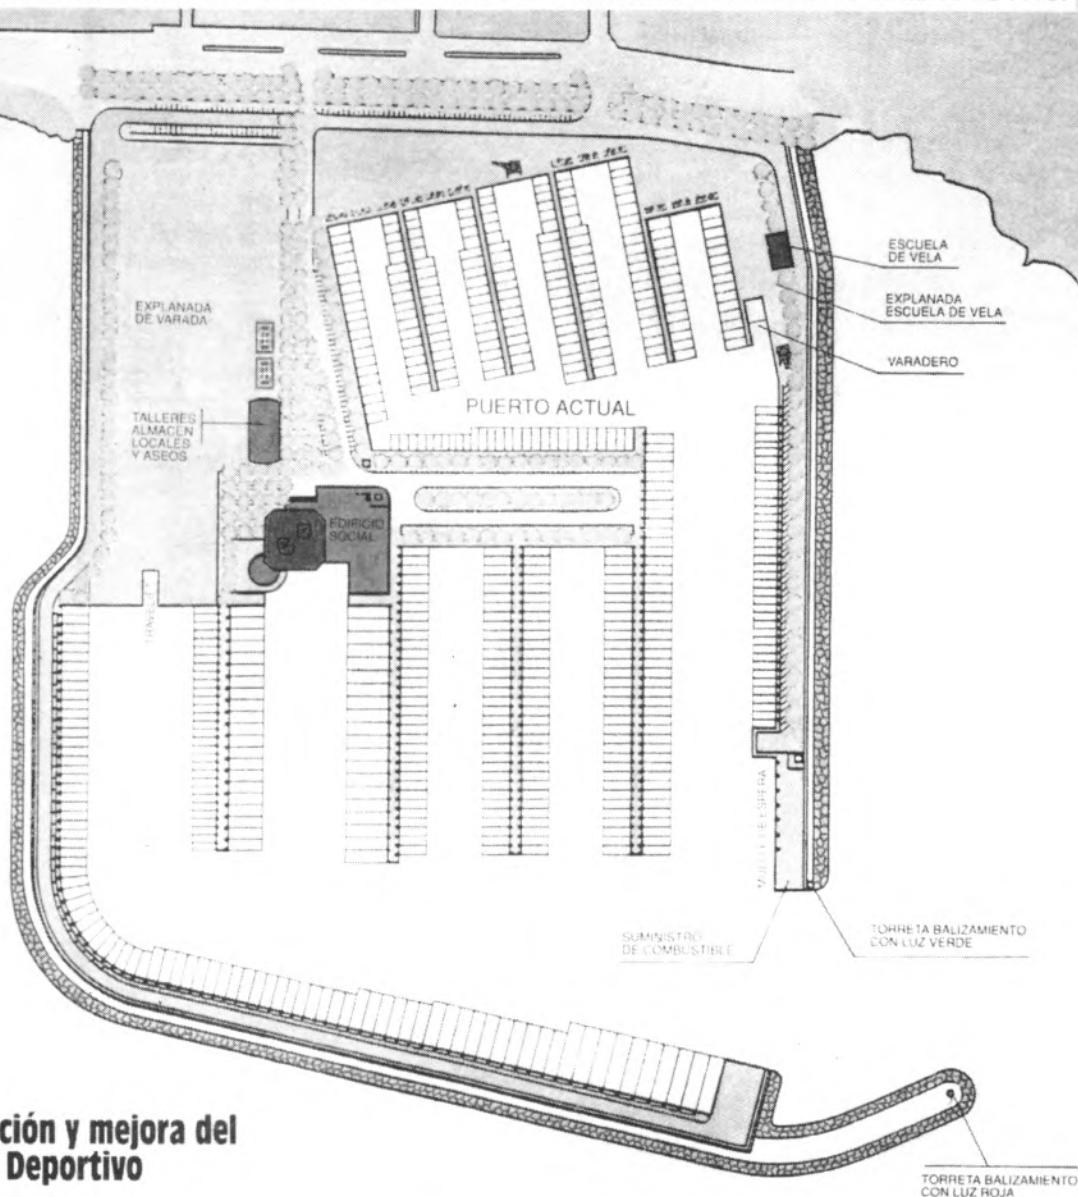 ESCUELA
DE VELA
EXPLANADA
ESCUELA DE VELA
VARADERO
EXPLANADA
DE VARADA
TALLERES
ALMACEN
LOCALES
Y ASEOS
PUERTO ACTUAL
EDIFICIO
SOCIAL
MUELLE DE ESPERA
SUMINISTRO
DE COMBUSTIBLE
TORRETA BALIZAMIENTO
CON LUZ VERDE
ción y mejora del
Deportivo
TORRETA BALIZAMIENTO
CON LUZ ROJA